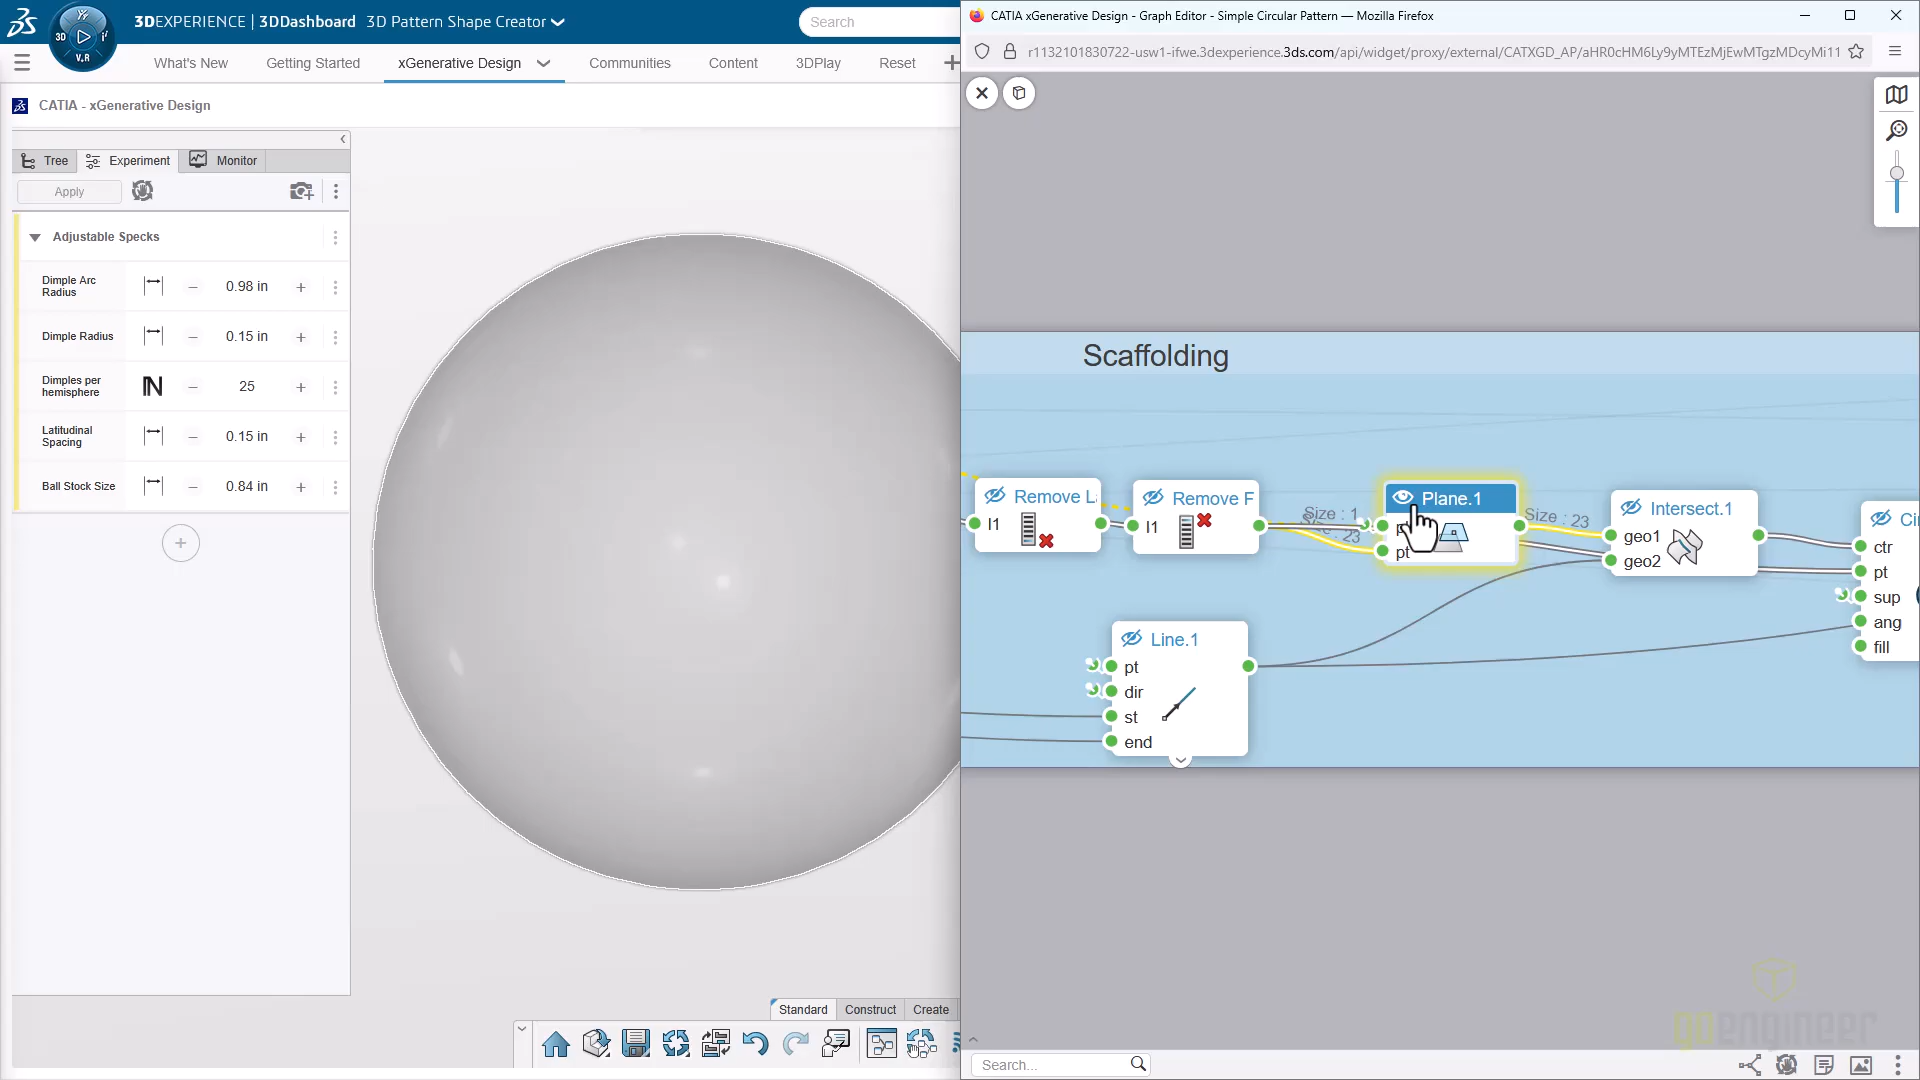 3DEXPERIENCE | 3DDashboard 3D Pattern Shape Creator
Search
3D
V.R
What's New
Getting Started
xGenerative Design
Communities
Content
3DPlay
Reset
CATIA - xGenerative Design
Tree
Experiment
Monitor
Apply
Adjustable Specks
Dimple Arc
Radius
0.98 in
Dimple Radius
0.15 in
Dimples per
hemisphere
25
Latitudinal
Spacing
0.15 in
Ball Stock Size
0.84 in
Standard
Construct
Create
CATIA xGenerative Design - Graph Editor - Simple Circular Pattern — Mozilla Firefox
r1132101830722-usw1-ifwe.3dexperience.3ds.com/api/widget/proxy/external/CATXGD_AP/aHR0cHM6Ly9yMTEzMjEwMTgzMDcyMi11
Scaffolding
Remove L
l1
Remove F
l1
Size : 1
Size : 23
Plane.1
pt
Size : 23
Intersect.1
geo1
geo2
Line.1
pt
dir
st
end
Cir
ctr
pt
sup
ang
fill
goengineer
Search...